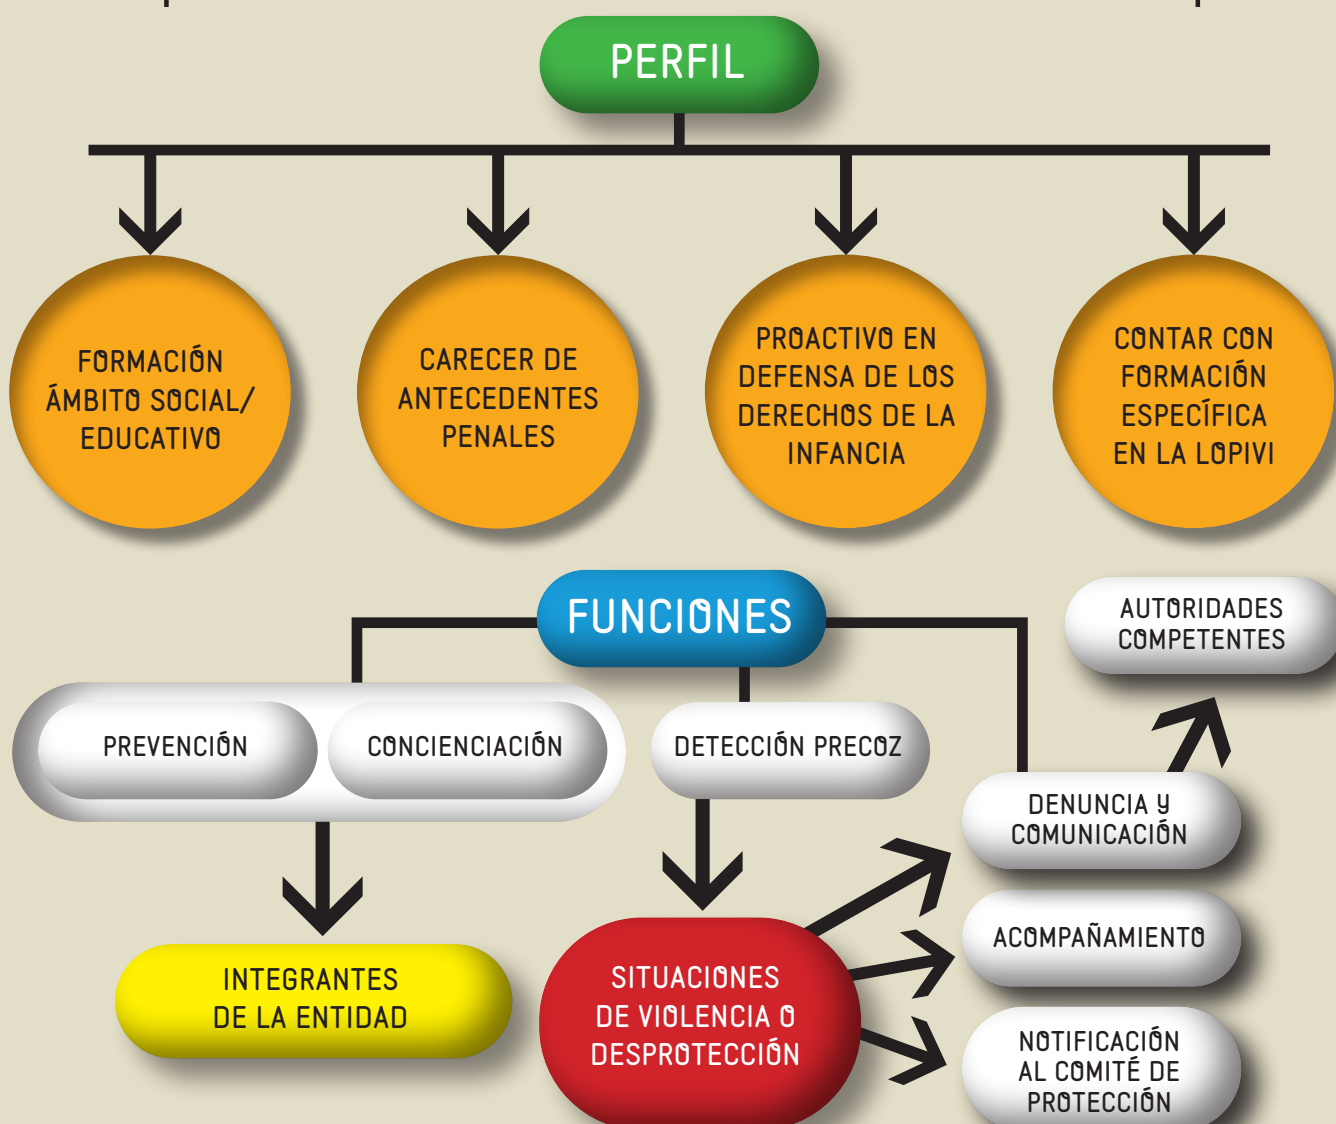 PERFIL
FORMACIÓN
ÁMBITO SOCIAL/
EDUCATIVO
CARECER DE
ANTECEDENTES
PENALES
PROACTIVO EN
DEFENSA DE LOS
DERECHOS DE LA
INFANCIA
CONTAR CON
FORMACIÓN
ESPECÍFICA
EN LA LOPIVI
FUNCIONES
AUTORIDADES
COMPETENTES
PREVENCIÓN
CONCIENCIACIÓN
DETECCIÓN PRECOZ
DENUNCIA Y
COMUNICACIÓN
ACOMPAÑAMIENTO
INTEGRANTES
DE LA ENTIDAD
SITUACIONES
DE VIOLENCIA O
DESPROTECCIÓN
NOTIFICACIÓN
AL COMITÉ DE
PROTECCIÓN